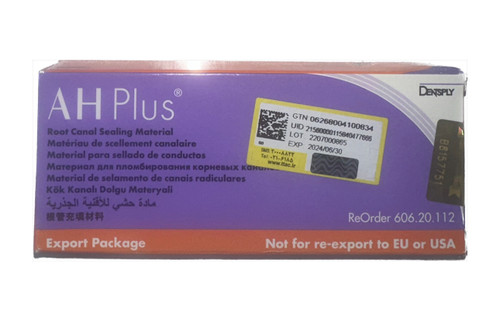 AH Plus®
DENTSPLY
Root Canal Sealing Material
Matériau de scellement canalaire
Material para sellado de conductos
Материал для пломбирования корневых
Material de selamento de canais radiculares
Kök Kanalı Dolgu Materyali
مادة حشي للأقنية الجذرية
根管充填材料
GTN 06268004100834
LOT 2207000865
EXP 2024/06/30
www.ttac.ir
ReOrder 606.20.112
Export Package
Not for re-export to EU or USA